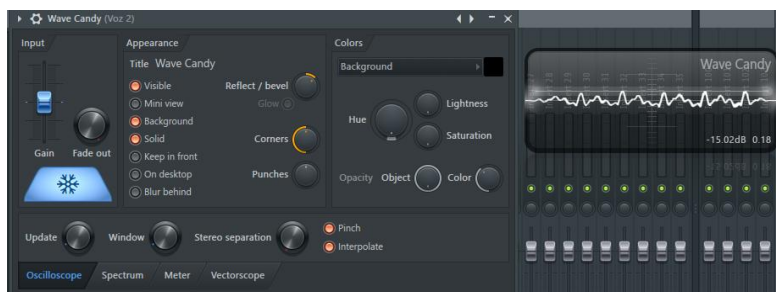 Wave Candy (Voz 2)
Input
Appearance
Colors
Title Wave Candy
Background
Visible
Reflect / bevel
Mini view
Glow
Background
Solid
Corners
Keep in front
On desktop
Punches
Blur behind
Gain
Fade out
Hue
Lightness
Saturation
Opacity
Object
Color
Update
Window
Stereo separation
Pinch
Interpolate
Oscilloscope
Spectrum
Meter
Vectorscope
Wave Candy
-15.02dB 0.18